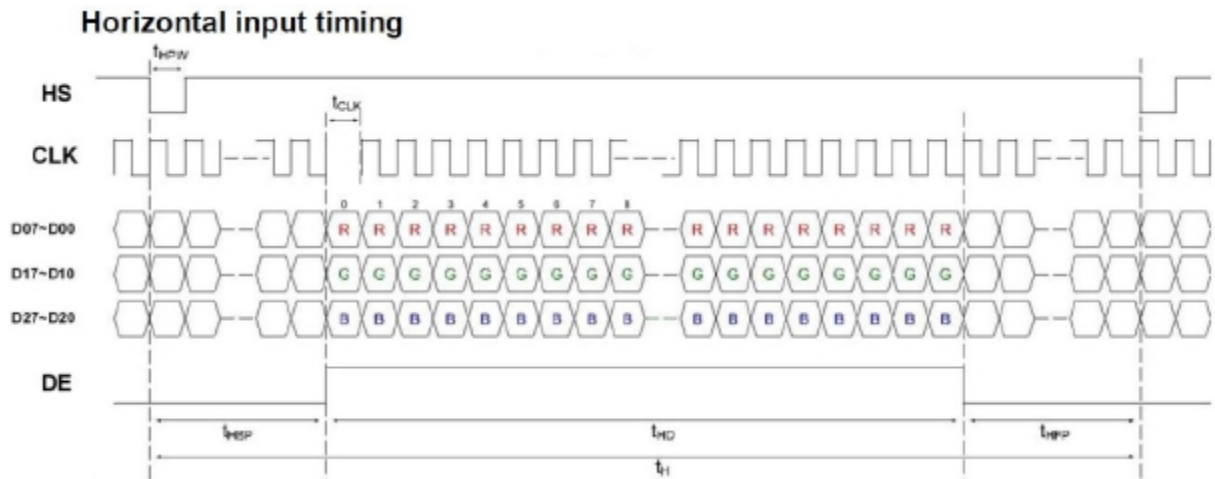 Horizontal input timing
tHPW
HS
tCLK
CLK
0 1 2 3 4 5 6 7 8
D07~D00 R R R R R R R R R R R R R R R R R
D17~D10 G G G G G G G G G G G G G G G G G
D27~D20 B B B B B B B B B B B B B B B B B
DE
tHBP tHD tHFP
tH